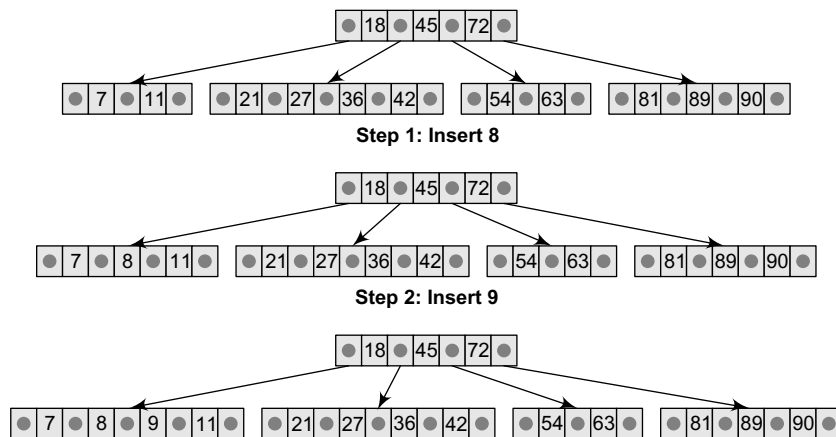 18 45 72
7 11 21 27 36 42 54 63 81 89 90
Step 1: Insert 8
18 45 72
7 8 11 21 27 36 42 54 63 81 89 90
Step 2: Insert 9
18 45 72
7 8 9 11 21 27 36 42 54 63 81 89 90